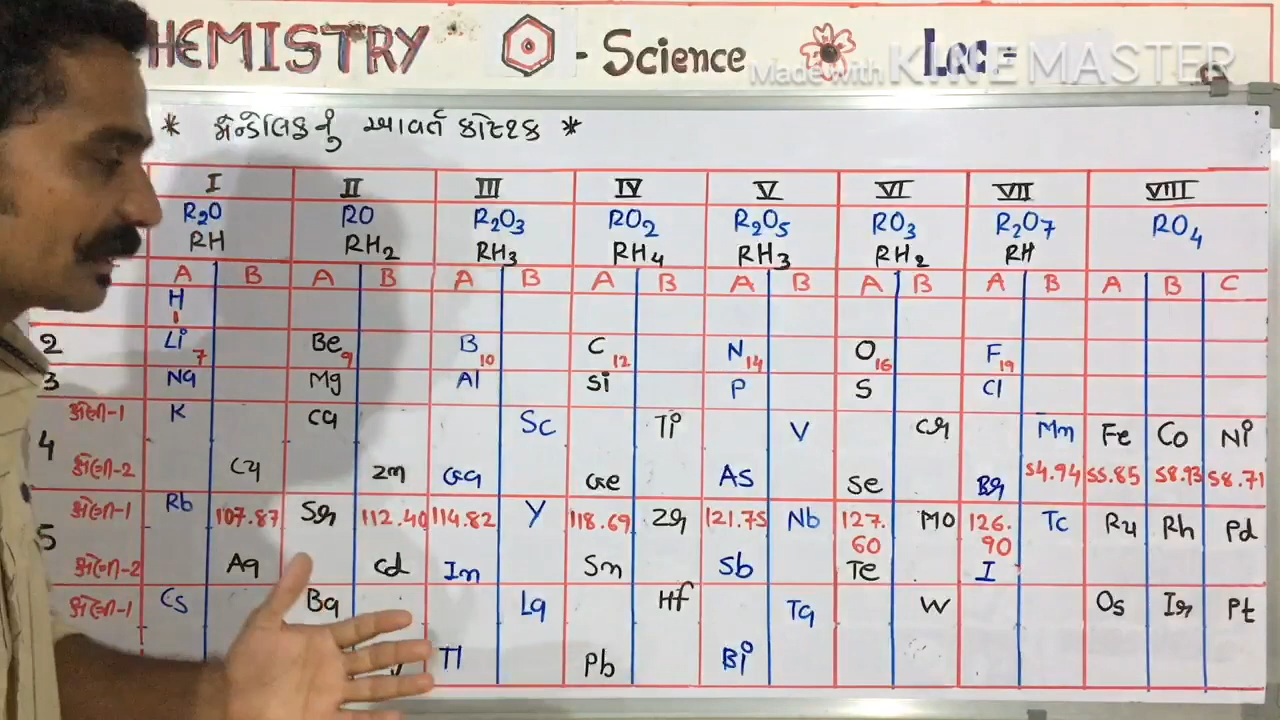 HEMISTRY - Science Lec =
Made with KINEMASTER
* મેન્ડેલિફનું આવર્ત કોષ્ટક *
I II III IV V VI VII VIII
R₂O RO R₂O₃ RO₂ R₂O₅ RO₃ R₂O₇ RO₄
RH RH₂ RH₃ RH₄ RH₃ RH₂ RH
A B A B A B A B A B A B A B A B C
H
1
2 Li 7 Be 9 B 10 C 12 N 14 O 16 F 19
3 Na Mg Al Si P S Cl
4
શ્રેણી-1 K Ca Sc Ti V Cr Mn Fe Co Ni
54.94 55.85 58.93 58.71
શ્રેણી-2 Cu Zn Ga Ge As Se Br
5
શ્રેણી-1 Rb Sr Y Zr Nb Mo Tc Ru Rh Pd
107.87 112.40 114.82 118.69 121.75 127.60 126.90
શ્રેણી-2 Ag Cd In Sn Sb Te I
શ્રેણી-1 Cs Ba La Hf Ta W Os Ir Pt
Tl Pb Bi